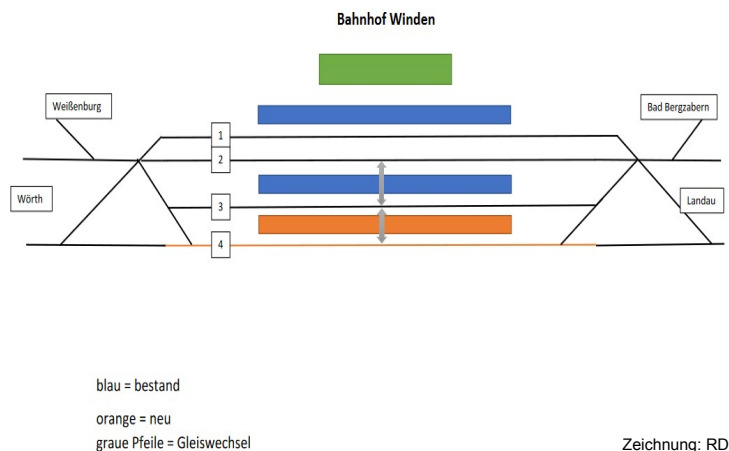 Bahnhof Winden
Weißenburg
Bad Bergzabern
1
2
Wörth
3
Landau
4
blau = bestand
orange = neu
graue Pfeile = Gleiswechsel
Zeichnung: RD